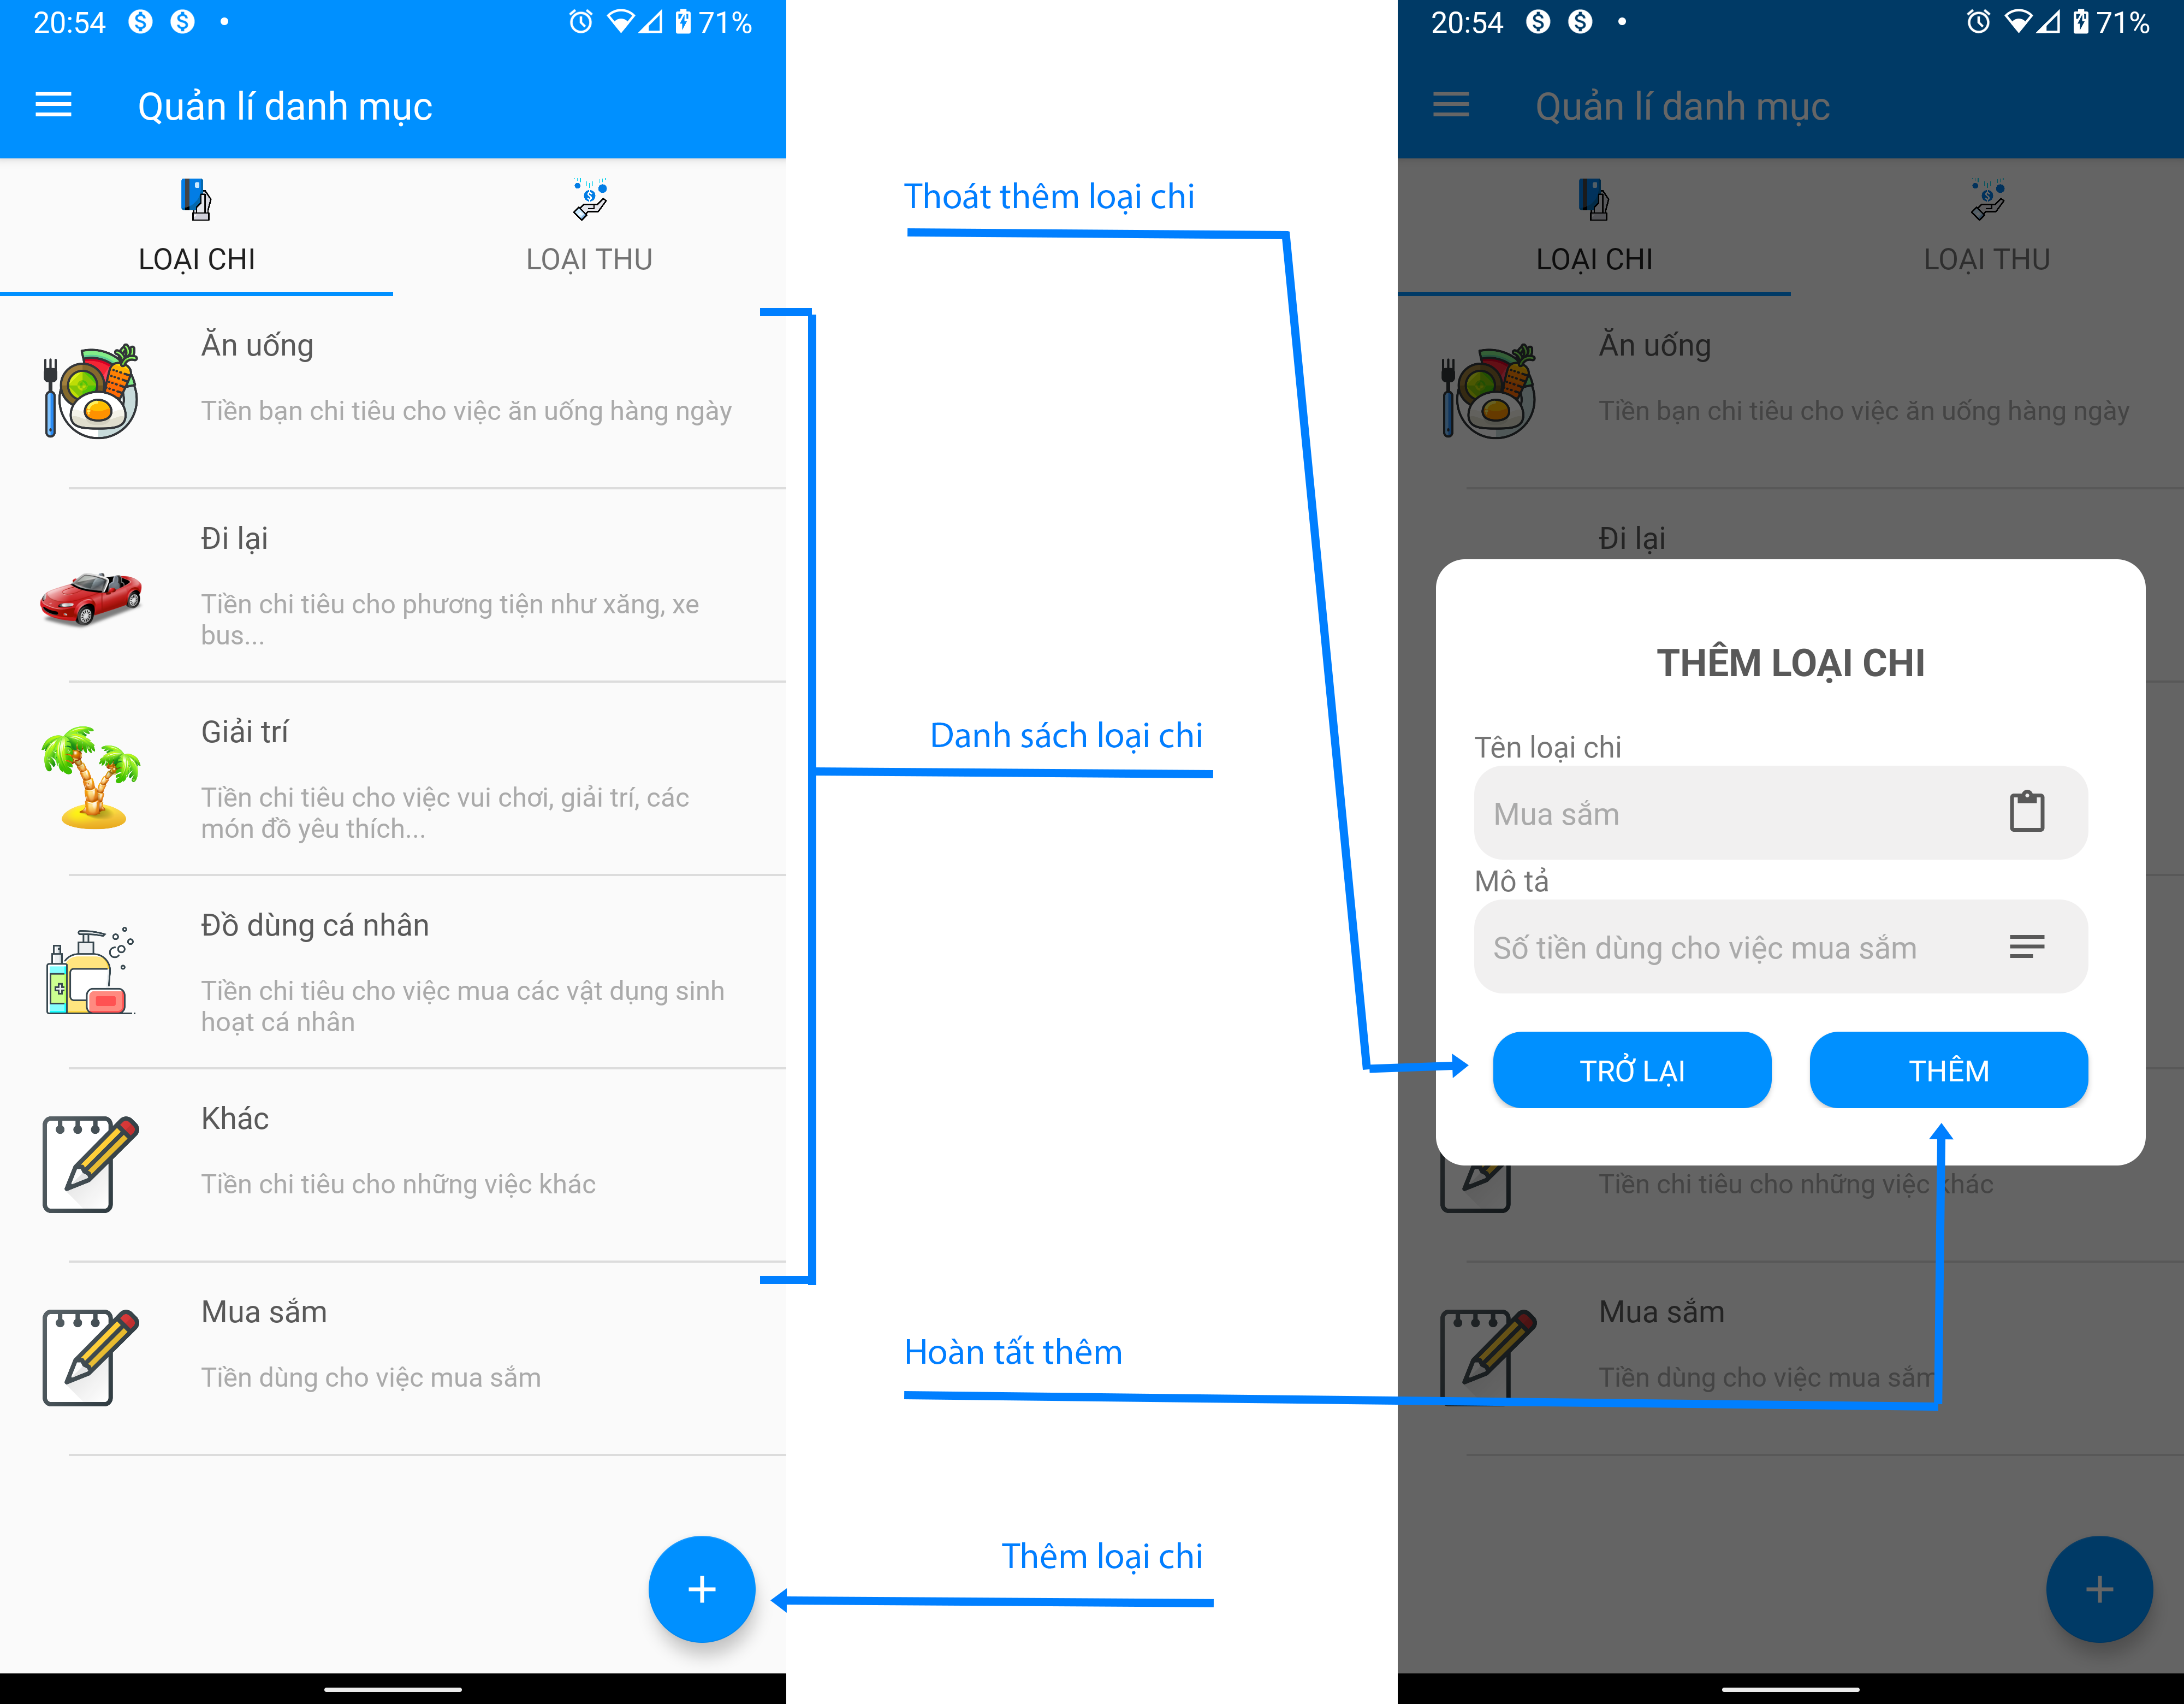 20:54
71%
Quản lí danh mục
LOẠI CHI
LOẠI THU
Ăn uống
Tiền bạn chi tiêu cho việc ăn uống hàng ngày
Đi lại
Tiền chi tiêu cho phương tiện như xăng, xe
bus...
Giải trí
Tiền chi tiêu cho việc vui chơi, giải trí, các
món đồ yêu thích...
Đồ dùng cá nhân
Tiền chi tiêu cho việc mua các vật dụng sinh
hoạt cá nhân
Khác
Tiền chi tiêu cho những việc khác
Mua sắm
Tiền dùng cho việc mua sắm
+
Thoát thêm loại chi
Danh sách loại chi
Hoàn tất thêm
Thêm loại chi
20:54
71%
Quản lí danh mục
LOẠI CHI
LOẠI THU
Ăn uống
Tiền bạn chi tiêu cho việc ăn uống hàng ngày
Đi lại
THÊM LOẠI CHI
Tên loại chi
Mua sắm
Mô tả
Số tiền dùng cho việc mua sắm
TRỞ LẠI
THÊM
Tiền chi tiêu cho những việc khác
Mua sắm
Tiền dùng cho việc mua sắm
+